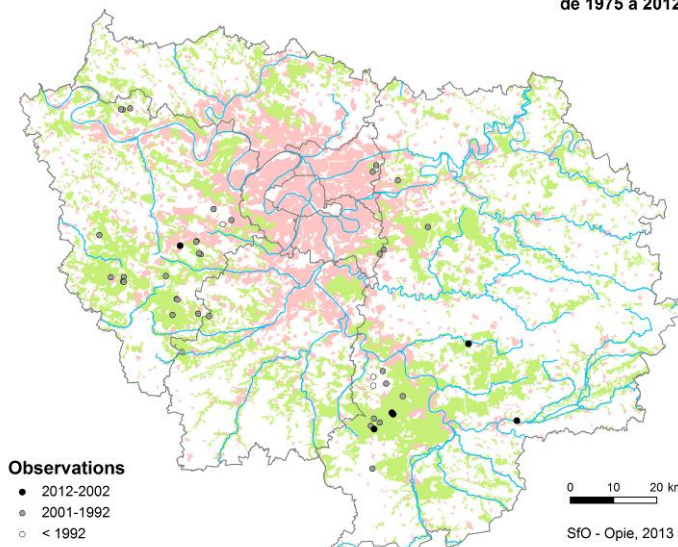 de 1975 à 2012
Observations
2012-2002
2001-1992
< 1992
0 10 20 km
SfO - Opie, 2013